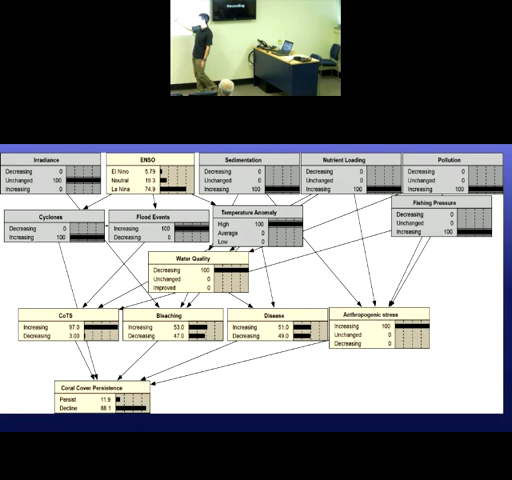 Recording
Irradiance
Decreasing 0
Unchanged 100
Increasing 0
ENSO
El Nino 5.79
Neutral 19.3
La Nina 74.9
Sedimentation
Decreasing 0
Unchanged 0
Increasing 100
Nutrient Loading
Decreasing 0
Unchanged 0
Increasing 100
Pollution
Decreasing 0
Unchanged 0
Increasing 100
Cyclones
Decreasing 0
Increasing 100
Flood Events
Increasing 100
Decreasing 0
Temperature Anomaly
High 100
Average 0
Low 0
Fishing Pressure
Decreasing 0
Unchanged 0
Increasing 100
Water Quality
Decreasing 100
Unchanged 0
Improved 0
CoTS
Increasing 97.0
Decreasing 3.00
Bleaching
Increasing 53.0
Decreasing 47.0
Disease
Increasing 51.0
Decreasing 49.0
Anthropogenic stress
Increasing 100
Unchanged 0
Decreasing 0
Coral Cover Persistence
Persist 11.9
Decline 88.1